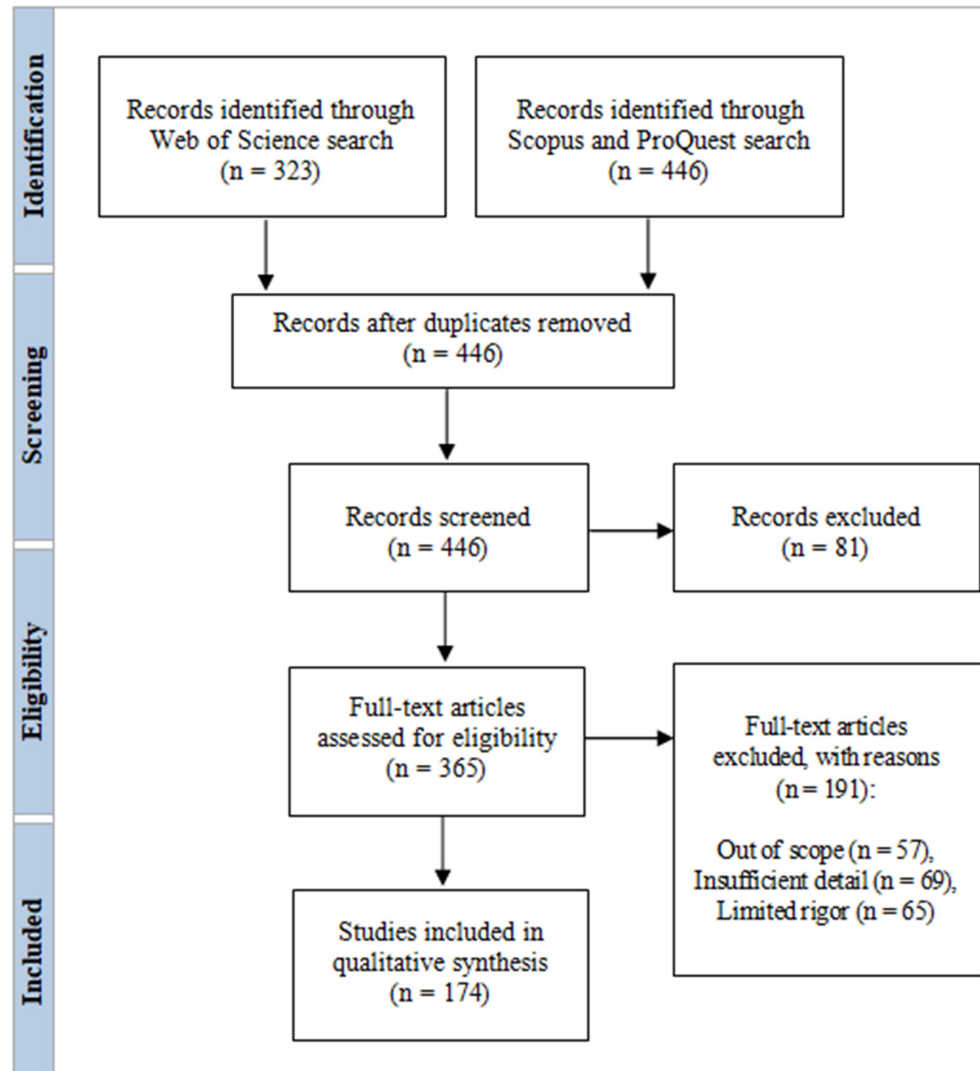 Identification
Records identified through
Web of Science search
(n = 323)
Records identified through
Scopus and ProQuest search
(n = 446)
Screening
Records after duplicates removed
(n = 446)
Records screened
(n = 446)
Records excluded
(n = 81)
Eligibility
Full-text articles
assessed for eligibility
(n = 365)
Full-text articles
excluded, with reasons
(n = 191):
Out of scope (n = 57),
Insufficient detail (n = 69),
Limited rigor (n = 65)
Included
Studies included in
qualitative synthesis
(n = 174)